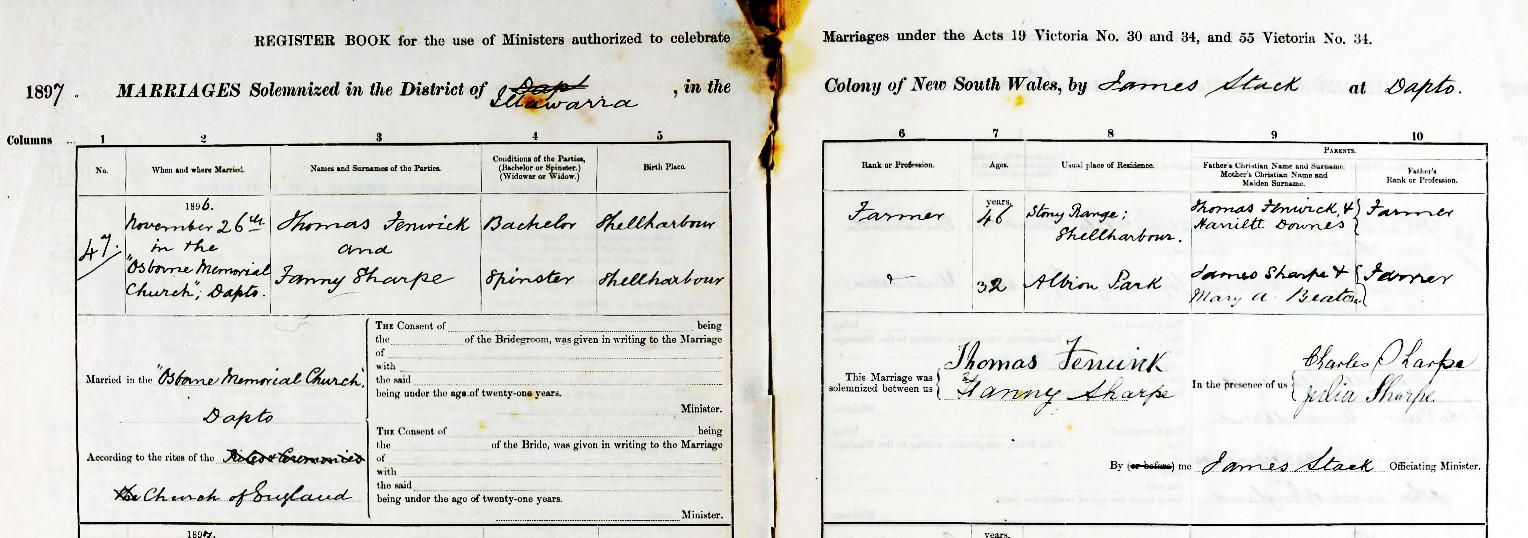 REGISTER BOOK for the use of Ministers authorized to celebrate
Marriages under the Acts 19 Victoria No. 30 and 34, and 55 Victoria No. 34.
1897. MARRIAGES Solemnized in the District of Dapt Illawarra, in the
Colony of New South Wales, by James Stack at Dapto.
Columns ... 1 2 3 4 5
6 7 8 9 10
No.
When and where Married.
Names and Surnames of the Parties.
Conditions of the Parties,
(Bachelor or Spinster.)
(Widower or Widow.)
Birth Place.
Rank or Profession.
Ages.
Usual place of Residence.
PARENTS.
Father's Christian Name and Surname.
Mother's Christian Name and
Maiden Surname.
Father's
Rank or Profession.
47.
1896.
November 26th
in the
"Osborne Memorial
Church", Dapto.
Thomas Fenwick
and
Fanny Sharpe
Bachelor
Spinster
Shellharbour
Shellharbour
Farmer
years.
46
32
Stony Range;
Shellharbour.
Albion Park
Thomas Fenwick, &
Harriett Downes
James Sharpe &
Mary A. Beaton
Farmer
Farmer
Married in the "Osborne Memorial Church",
Dapto
According to the rites of the Rites & Ceremonies
the Church of England
THE Consent of being
the of the Bridegroom, was given in writing to the Marriage
of
with
the said
being under the age of twenty-one years.
Minister.
THE Consent of being
the of the Bride, was given in writing to the Marriage
of
with
the said
being under the age of twenty-one years.
Minister.
This Marriage was
solemnized between us
Thomas Fenwick
Fanny Sharpe
In the presence of us
Charles Sharpe
Julia Sharpe
By (or before) me James Stack Officiating Minister.
1897.
years.